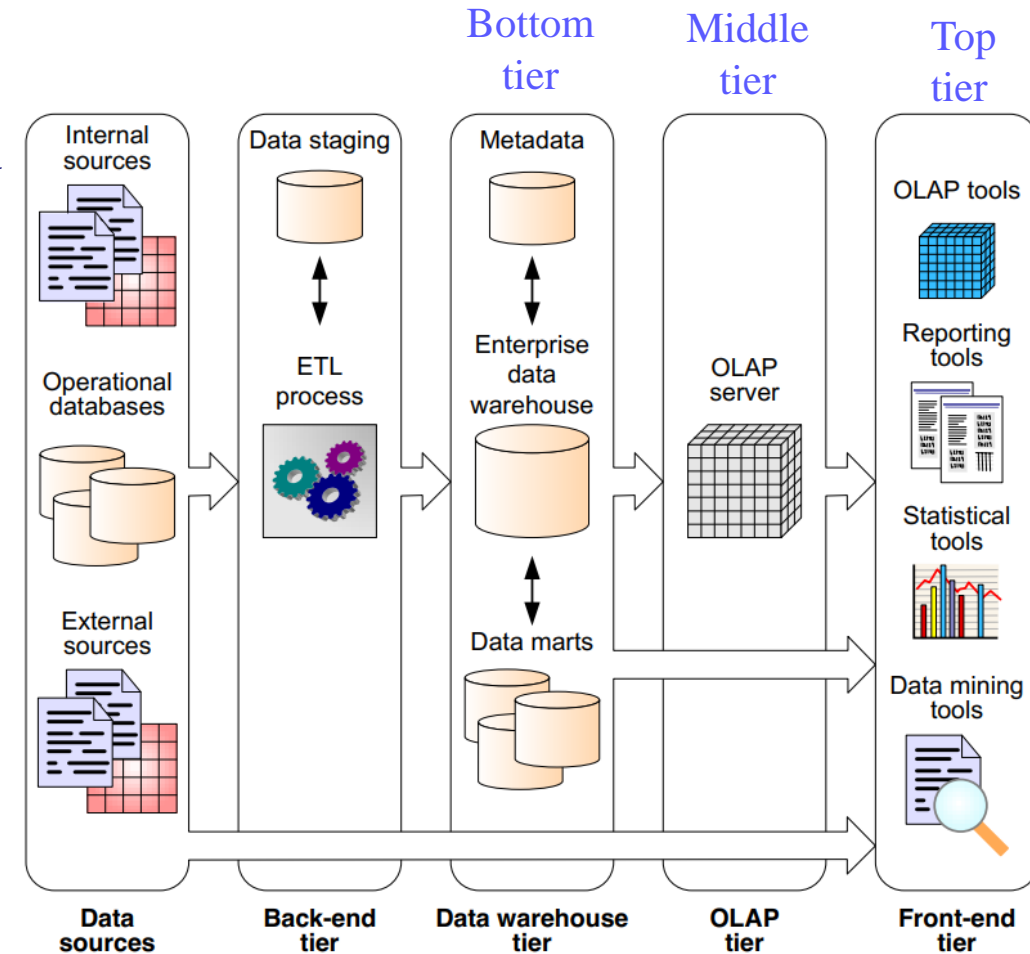 Bottom
tier
Middle
tier
Top
tier
Internal
sources
Operational
databases
External
sources
Data
sources
Data staging
ETL
process
Back-end
tier
Metadata
Enterprise
data
warehouse
Data marts
Data warehouse
tier
OLAP
server
OLAP
tier
OLAP tools
Reporting
tools
Statistical
tools
Data mining
tools
Front-end
tier